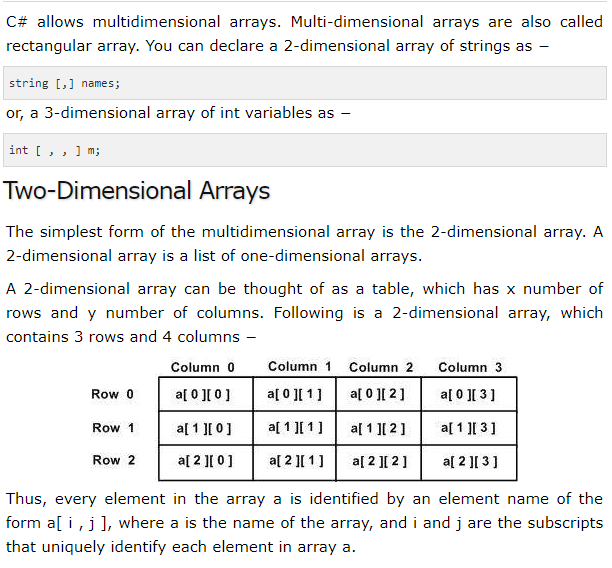 C# allows multidimensional arrays. Multi-dimensional arrays are also called
rectangular array. You can declare a 2-dimensional array of strings as −
string [,] names;
or, a 3-dimensional array of int variables as −
int [ , , ] m;
Two-Dimensional Arrays
The simplest form of the multidimensional array is the 2-dimensional array. A
2-dimensional array is a list of one-dimensional arrays.
A 2-dimensional array can be thought of as a table, which has x number of
rows and y number of columns. Following is a 2-dimensional array, which
contains 3 rows and 4 columns −
Column 0 Column 1 Column 2 Column 3
Row 0 a[ 0 ][ 0 ] a[ 0 ][ 1 ] a[ 0 ][ 2 ] a[ 0 ][ 3 ]
Row 1 a[ 1 ][ 0 ] a[ 1 ][ 1 ] a[ 1 ][ 2 ] a[ 1 ][ 3 ]
Row 2 a[ 2 ][ 0 ] a[ 2 ][ 1 ] a[ 2 ][ 2 ] a[ 2 ][ 3 ]
Thus, every element in the array a is identified by an element name of the
form a[ i , j ], where a is the name of the array, and i and j are the subscripts
that uniquely identify each element in array a.